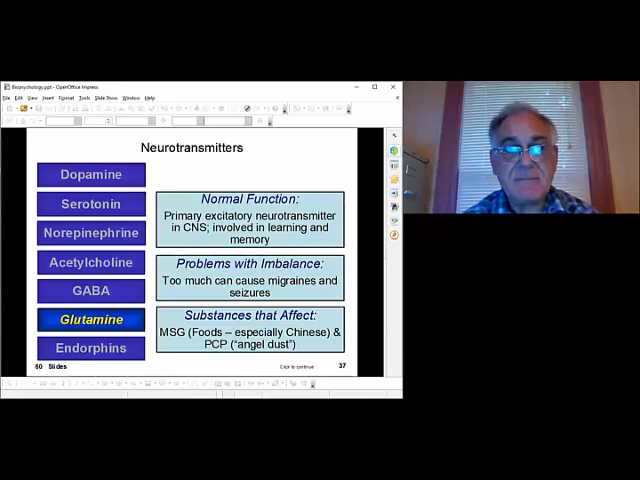 Biopsychology.ppt - OpenOffice Impress
File Edit View Insert Format Tools Slide Show Window Help
Neurotransmitters
Dopamine
Serotonin
Norepinephrine
Acetylcholine
GABA
Glutamine
Endorphins
Normal Function:
Primary excitatory neurotransmitter
in CNS; involved in learning and
memory
Problems with Imbalance:
Too much can cause migraines and
seizures
Substances that Affect:
MSG (Foods – especially Chinese) &
PCP (“angel dust”)
60 Slides
Click to continue
37